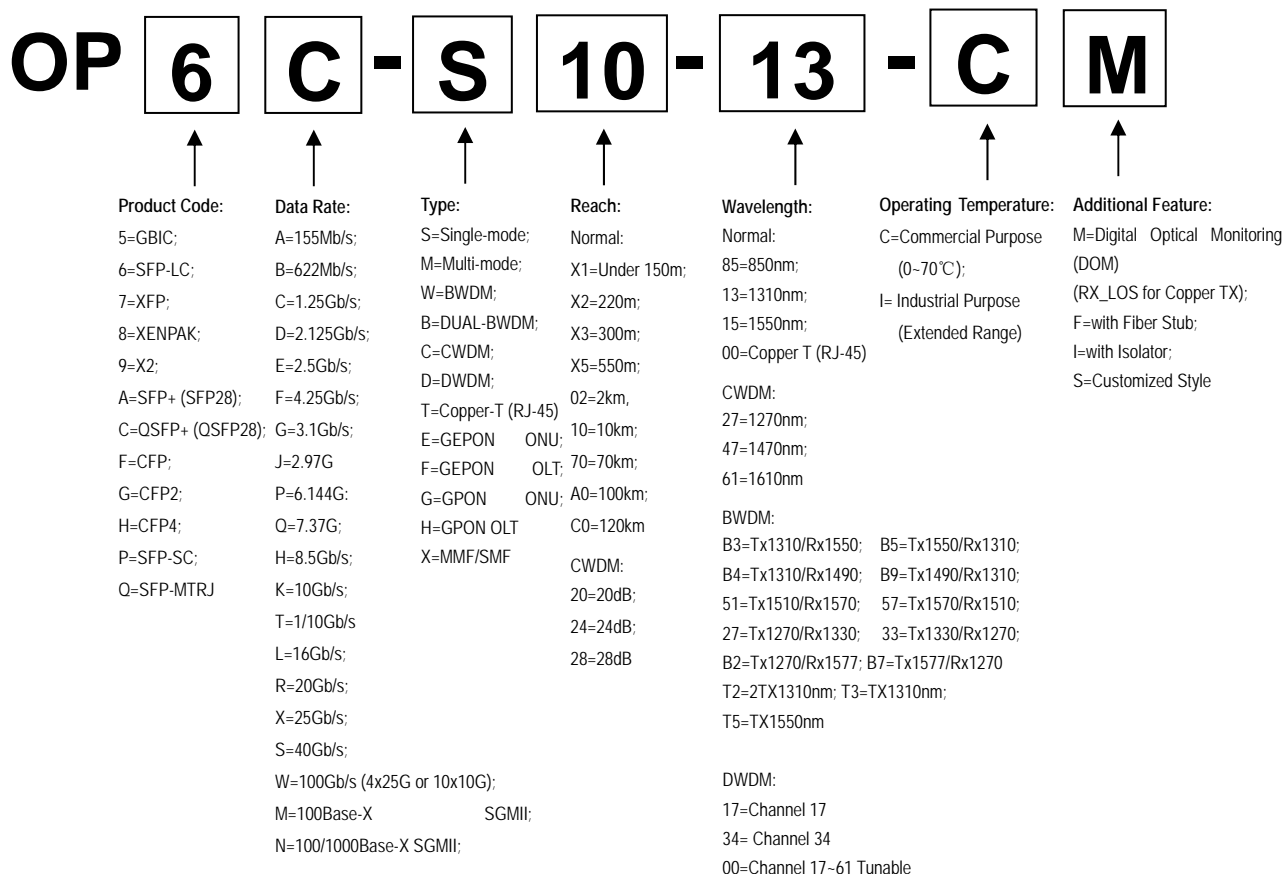 OP 6 C - S 10 - 13 - C M
Product Code:
5=GBIC;
6=SFP-LC;
7=XFP;
8=XENPAK;
9=X2;
A=SFP+ (SFP28);
C=QSFP+ (QSFP28);
F=CFP;
G=CFP2;
H=CFP4;
P=SFP-SC;
Q=SFP-MTRJ
Data Rate:
A=155Mb/s;
B=622Mb/s;
C=1.25Gb/s;
D=2.125Gb/s;
E=2.5Gb/s;
F=4.25Gb/s;
G=3.1Gb/s;
J=2.97G
P=6.144G:
Q=7.37G;
H=8.5Gb/s;
K=10Gb/s;
T=1/10Gb/s
L=16Gb/s;
R=20Gb/s;
X=25Gb/s;
S=40Gb/s;
W=100Gb/s (4x25G or 10x10G);
M=100Base-X SGMII;
N=100/1000Base-X SGMII;
Type:
S=Single-mode;
M=Multi-mode;
W=BWDM;
B=DUAL-BWDM;
C=CWDM;
D=DWDM;
T=Copper-T (RJ-45)
E=GEPON ONU;
F=GEPON OLT;
G=GPON ONU;
H=GPON OLT
X=MMF/SMF
Reach:
Normal:
X1=Under 150m;
X2=220m;
X3=300m;
X5=550m;
02=2km,
10=10km;
70=70km;
A0=100km;
C0=120km
CWDM:
20=20dB;
24=24dB;
28=28dB
Wavelength:
Normal:
85=850nm;
13=1310nm;
15=1550nm;
00=Copper T (RJ-45)
CWDM:
27=1270nm;
47=1470nm;
61=1610nm
BWDM:
B3=Tx1310/Rx1550; B5=Tx1550/Rx1310;
B4=Tx1310/Rx1490; B9=Tx1490/Rx1310;
51=Tx1510/Rx1570; 57=Tx1570/Rx1510;
27=Tx1270/Rx1330; 33=Tx1330/Rx1270;
B2=Tx1270/Rx1577; B7=Tx1577/Rx1270
T2=2TX1310nm; T3=TX1310nm;
T5=TX1550nm
DWDM:
17=Channel 17
34= Channel 34
00=Channel 17~61 Tunable
Operating Temperature:
C=Commercial Purpose
(0~70℃);
I= Industrial Purpose
(Extended Range)
Additional Feature:
M=Digital Optical Monitoring
(DOM)
(RX_LOS for Copper TX);
F=with Fiber Stub;
I=with Isolator;
S=Customized Style